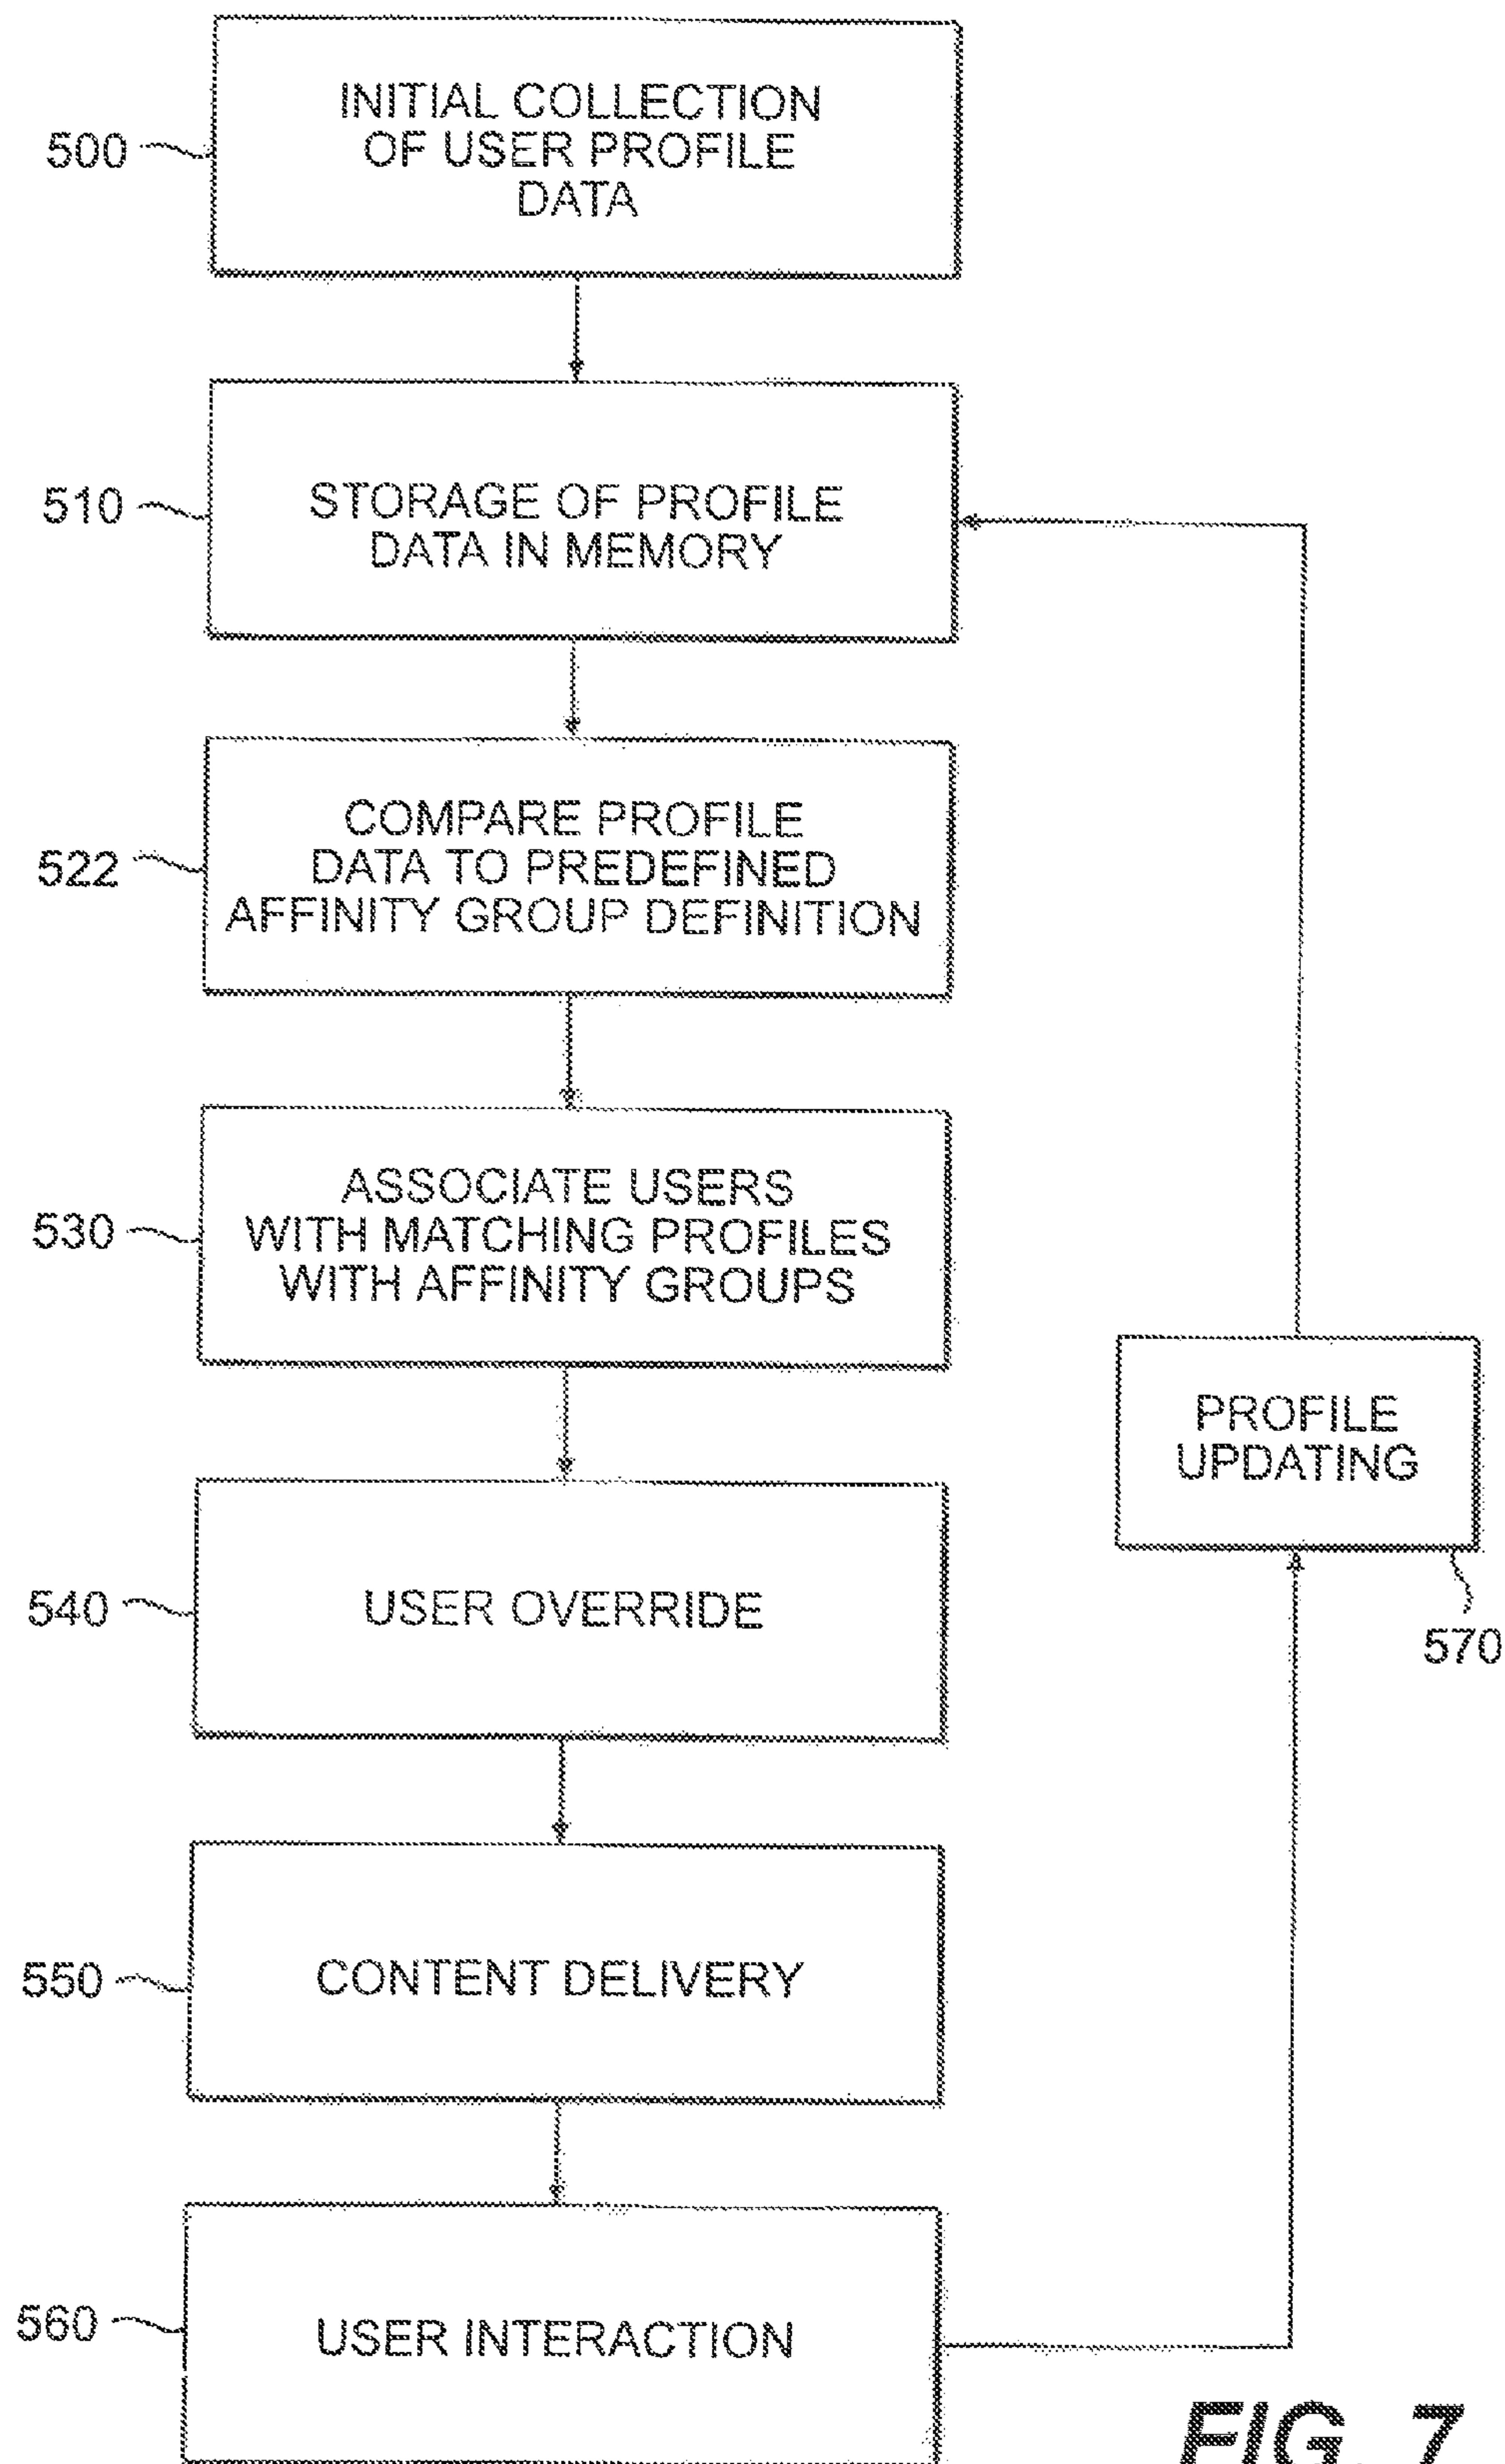 INITIAL COLLECTION
OF USER PROFILE
DATA
500
STORAGE OF PROFILE
DATA IN MEMORY
510
COMPARE PROFILE
DATA TO PREDEFINED
AFFINITY GROUP DEFINITION
522
ASSOCIATE USERS
WITH MATCHING PROFILES
WITH AFFINITY GROUPS
530
PROFILE
UPDATING
570
USER OVERRIDE
540
CONTENT DELIVERY
550
USER INTERACTION
560
FIG. 7